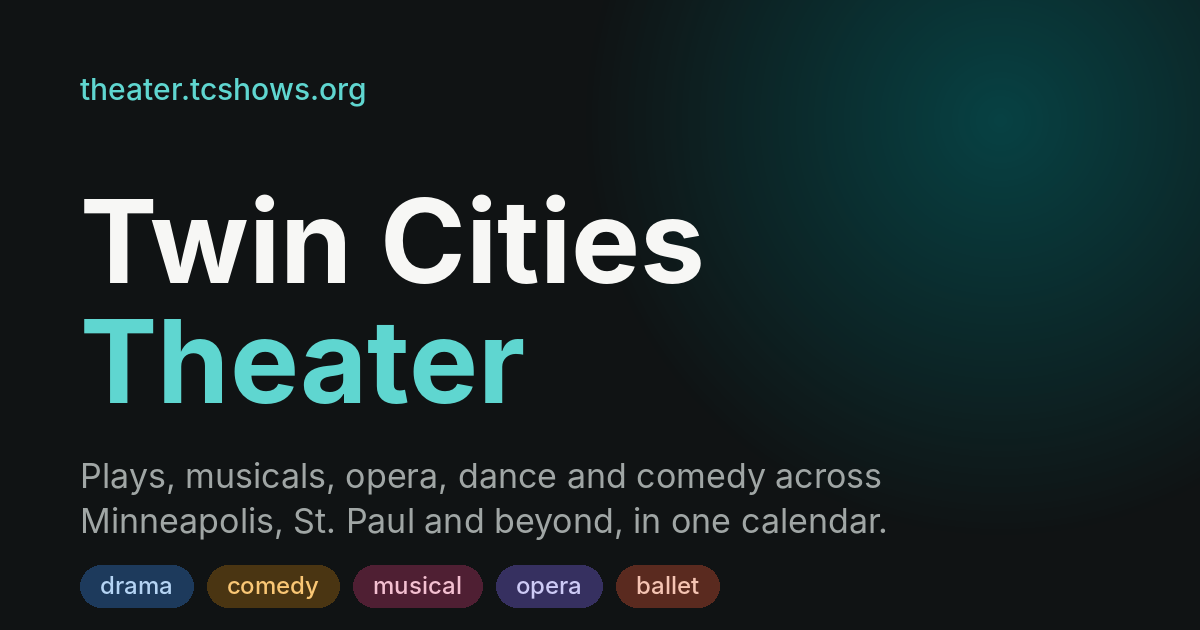 theater.tcshows.org
Twin Cities
Theater
Plays, musicals, opera, dance and comedy across
Minneapolis, St. Paul and beyond, in one calendar.
drama comedy musical opera ballet